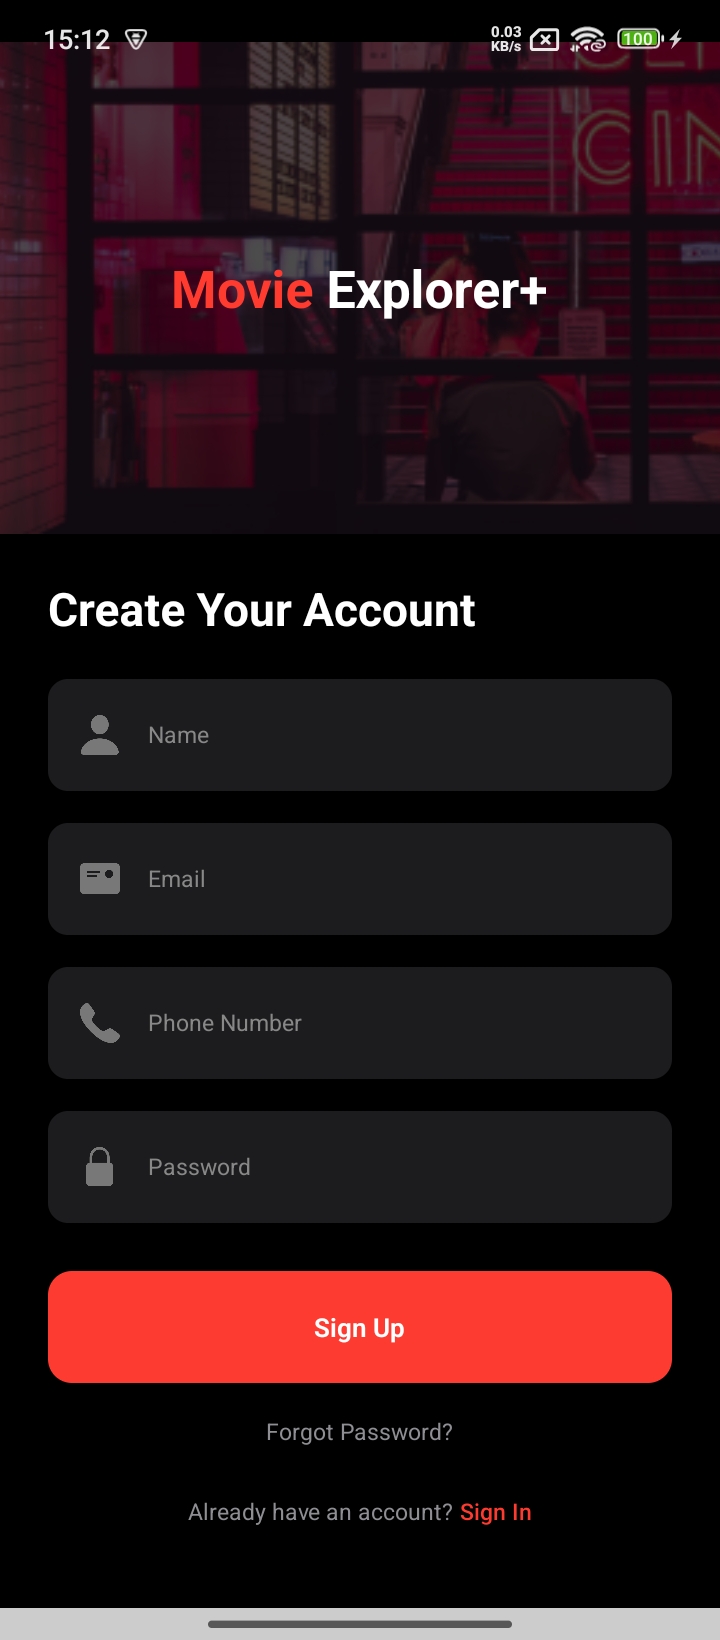 15:12
0.03
KB/s
100
CIN
Movie Explorer+
Create Your Account
Name
Email
Phone Number
Password
Sign Up
Forgot Password?
Already have an account? Sign In